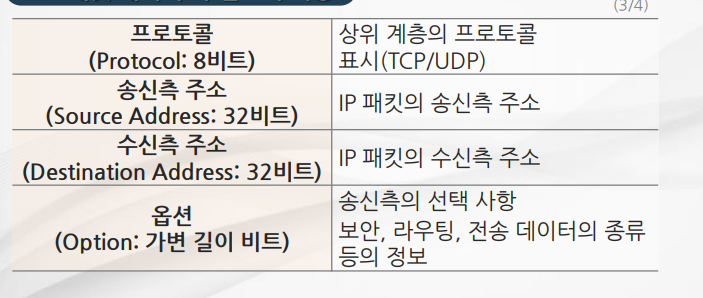 (3/4)
프로토콜
(Protocol: 8비트)
상위 계층의 프로토콜
표시(TCP/UDP)
송신측 주소
(Source Address: 32비트)
IP 패킷의 송신측 주소
수신측 주소
(Destination Address: 32비트)
IP 패킷의 수신측 주소
옵션
(Option: 가변 길이 비트)
송신측의 선택 사항
보안, 라우팅, 전송 데이터의 종류
등의 정보